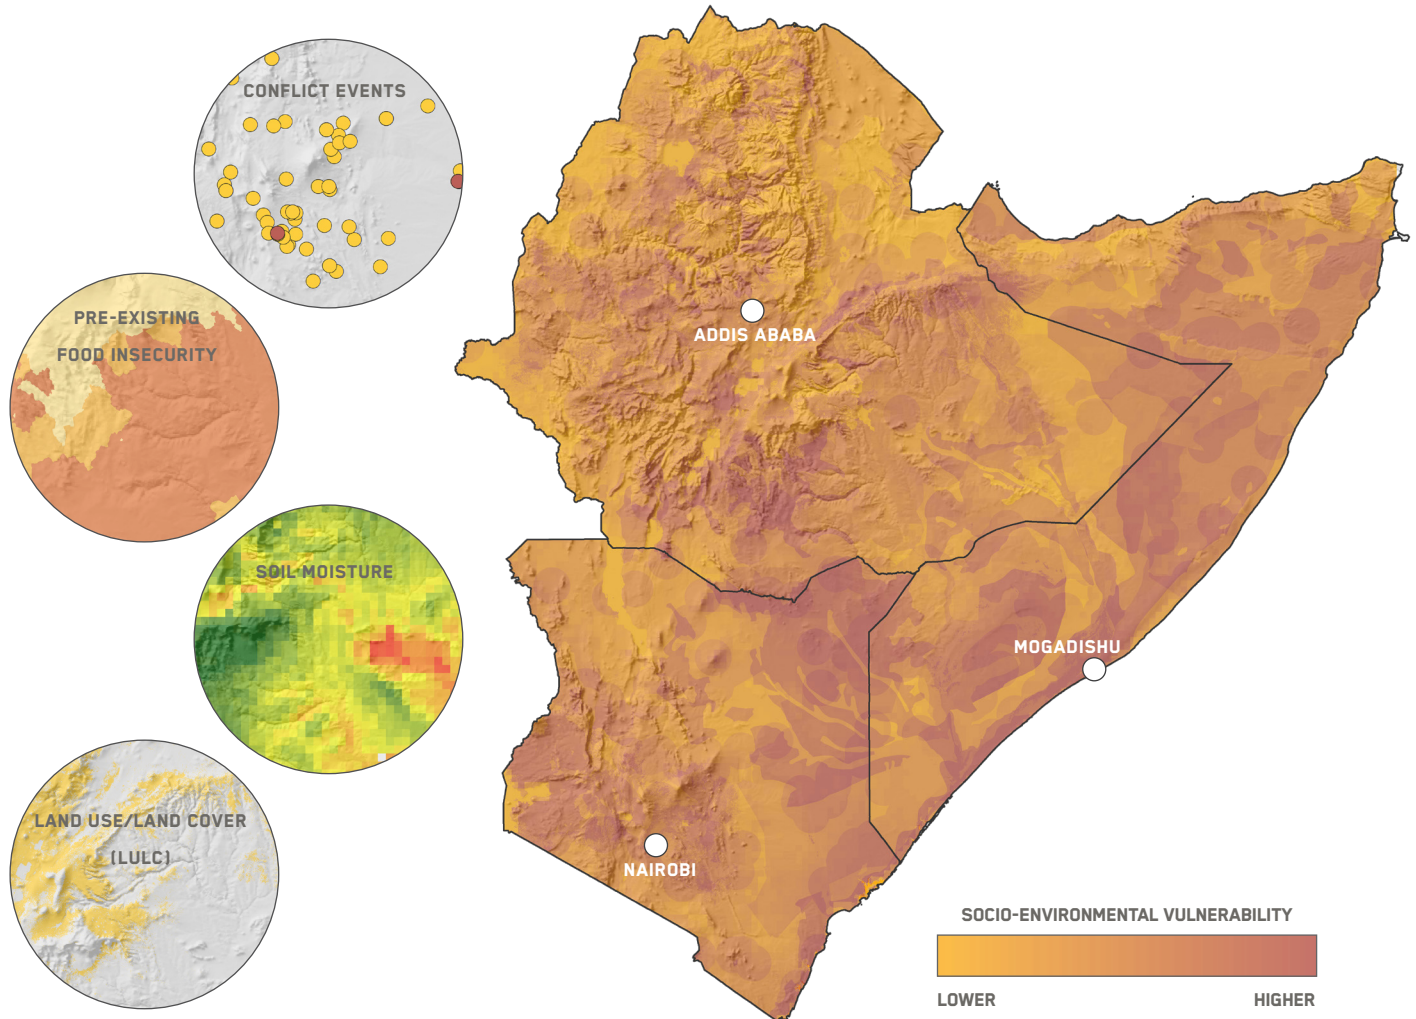 CONFLICT EVENTS
PRE-EXISTING
FOOD INSECURITY
SOIL MOISTURE
LAND USE/LAND COVER
(LULC)
ADDIS ABABA
MOGADISHU
NAIROBI
SOCIO-ENVIRONMENTAL VULNERABILITY
LOWER
HIGHER